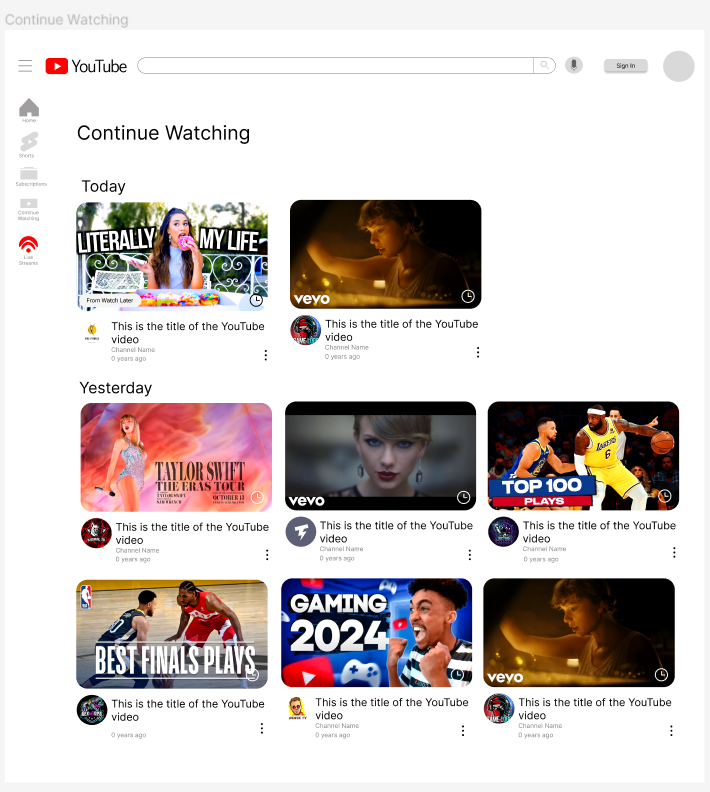 Continue Watching
YouTube
Sign In
Home
Shorts
Subscriptions
Continue
Watching
Live
Streams
Continue Watching
Today
LITERALLY MY LIFE
From Watch Later
This is the title of the YouTube
video
Channel Name
0 years ago
vevo
This is the title of the YouTube
video
Channel Name
0 years ago
Yesterday
TAYLOR SWIFT
THE ERAS TOUR
OCTOBER 13
This is the title of the YouTube
video
Channel Name
0 years ago
vevo
This is the title of the YouTube
video
Channel Name
0 years ago
LAKERS
6
TOP 100
PLAYS
This is the title of the YouTube
video
Channel Name
0 years ago
NBA
BEST FINALS PLAYS
This is the title of the YouTube
video
0 years ago
GAMING
2024
This is the title of the YouTube
video
Channel Name
0 years ago
vevo
This is the title of the YouTube
video
Channel Name
0 years ago